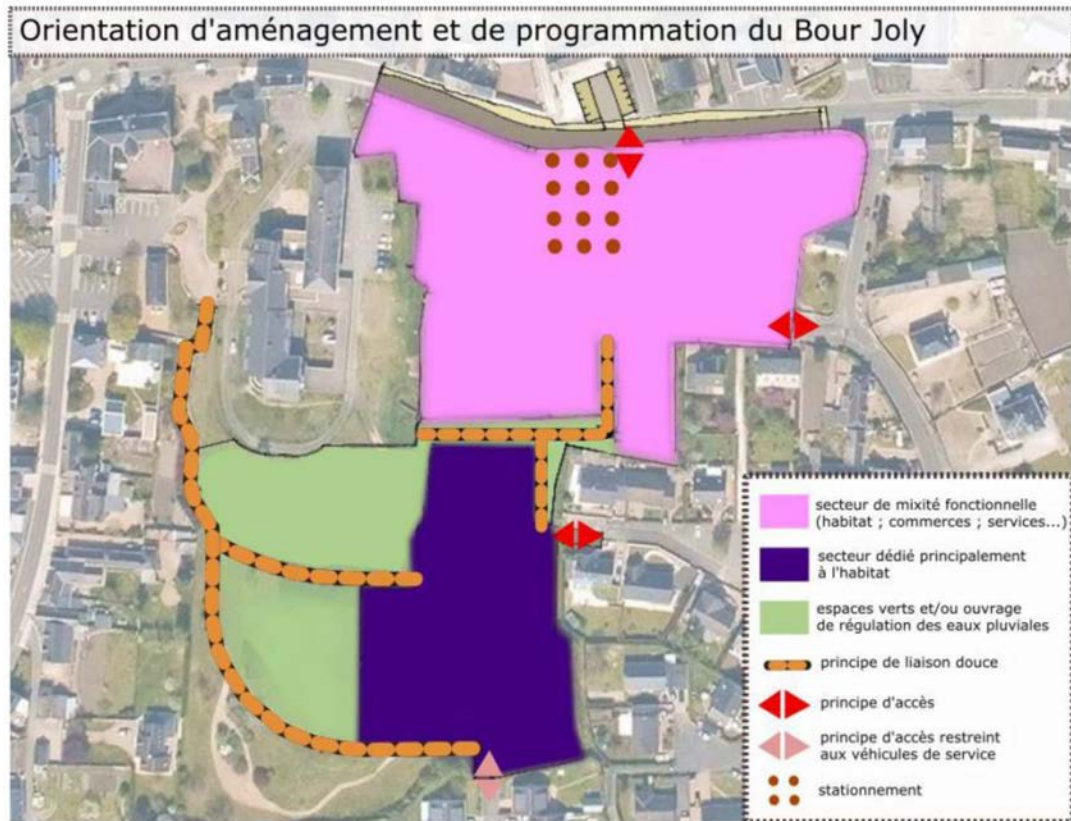 Orientation d'aménagement et de programmation du Bour Joly
secteur de mixité fonctionnelle
(habitat ; commerces ; services...)
secteur dédié principalement
à l'habitat
espaces verts et/ou ouvrage
de régulation des eaux pluviales
principe de liaison douce
principe d'accès
principe d'accès restreint
aux véhicules de service
stationnement